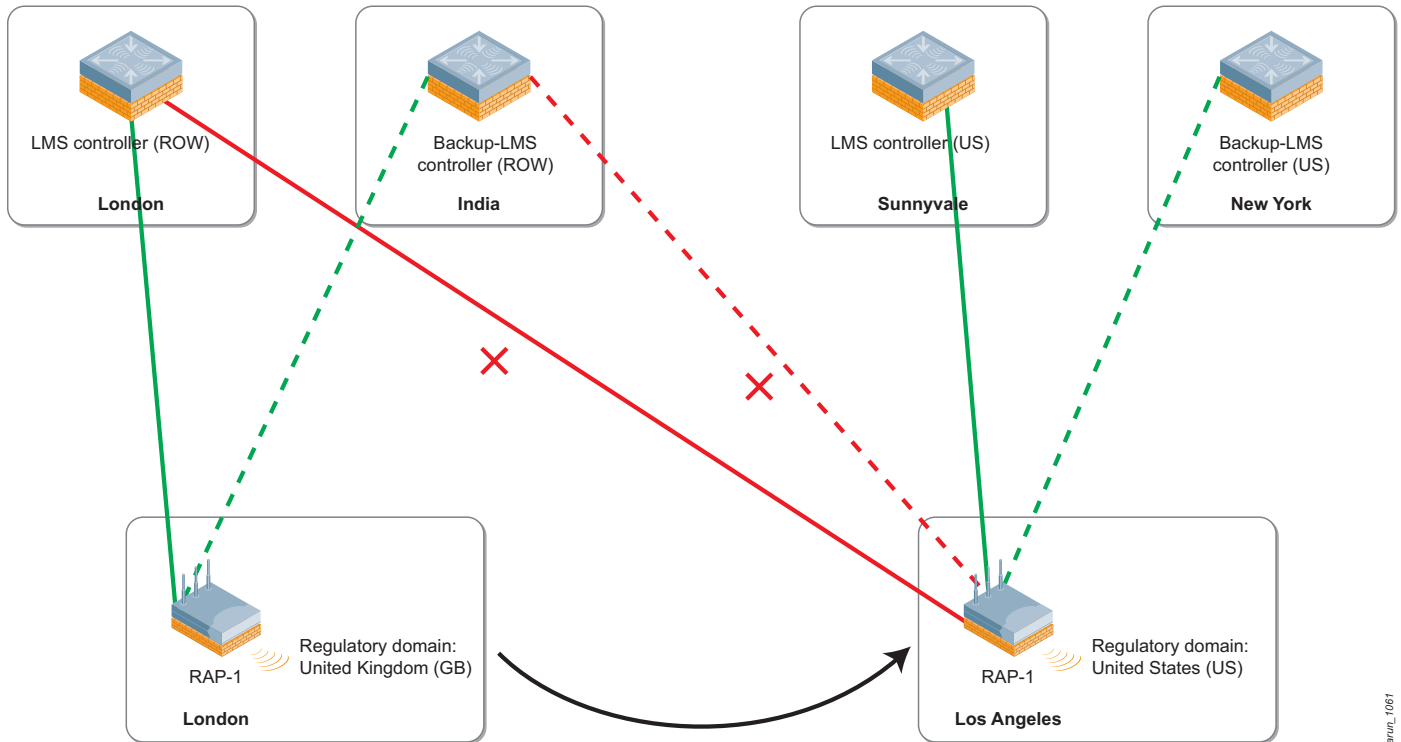 LMS controller (ROW)
London
Backup-LMS
controller (ROW)
India
LMS controller (US)
Sunnyvale
Backup-LMS
controller (US)
New York
RAP-1
Regulatory domain:
United Kingdom (GB)
London
RAP-1
Regulatory domain:
United States (US)
Los Angeles
arun_1061